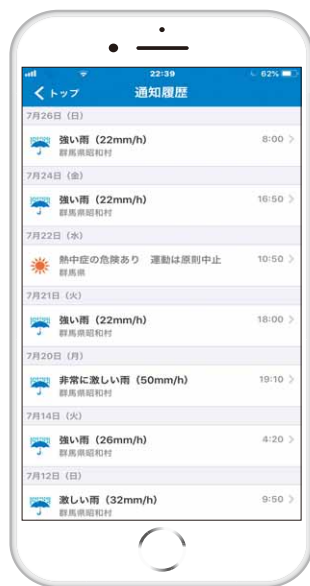 22:39
62%
トップ
通知履歴
7月26日（日）
強い雨（22mm/h）
8:00
群馬県昭和村
7月24日（金）
強い雨（22mm/h）
16:50
群馬県昭和村
7月22日（水）
熱中症の危険あり　運動は原則中止
10:50
群馬県
7月21日（火）
強い雨（22mm/h）
18:00
群馬県昭和村
7月20日（月）
非常に激しい雨（50mm/h）
19:10
群馬県昭和村
7月14日（火）
強い雨（26mm/h）
4:20
群馬県昭和村
7月12日（日）
激しい雨（32mm/h）
9:50
群馬県昭和村